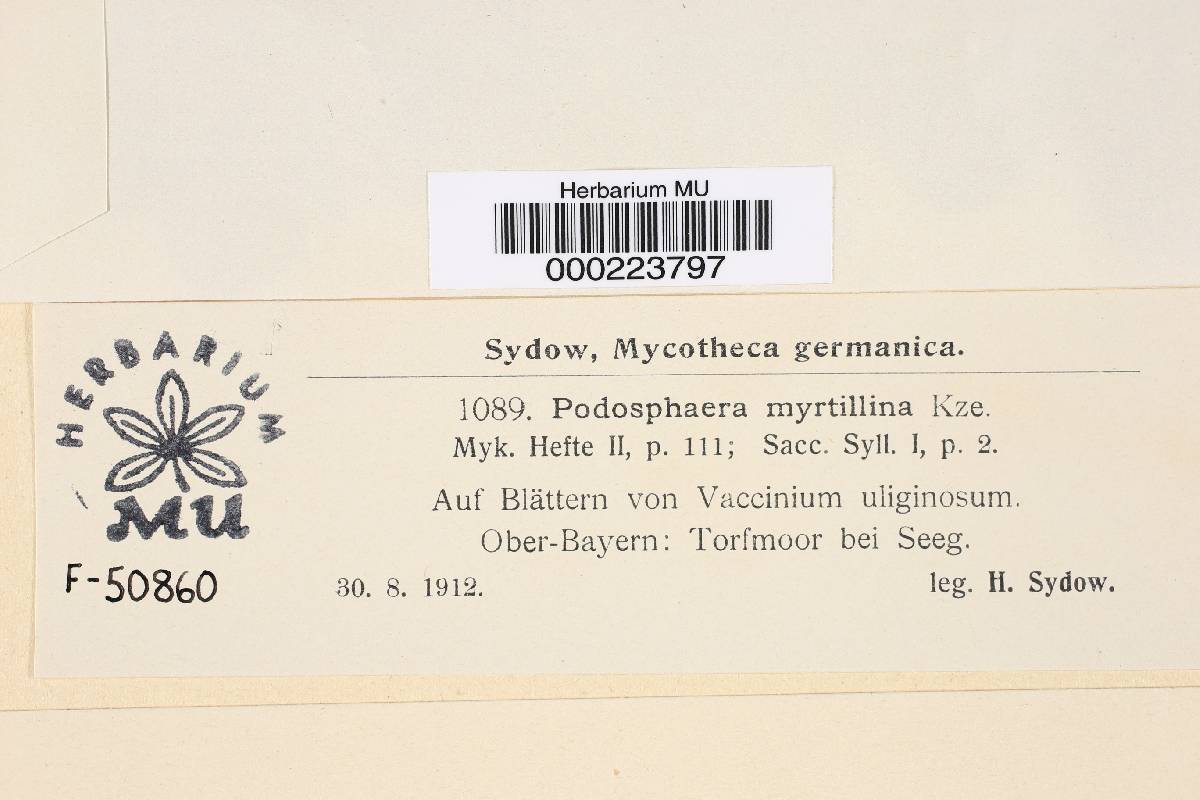 Herbarium MU
000223797
HERBARIUM
MU
F-50860
Sydow, Mycotheca germanica.
1089. Podosphaera myrtillina Kze.
Myk. Hefte II, p. 111; Sacc. Syll. I, p. 2.
Auf Blättern von Vaccinium uliginosum.
Ober-Bayern: Torfmoor bei Seeg.
30. 8. 1912. leg. H. Sydow.